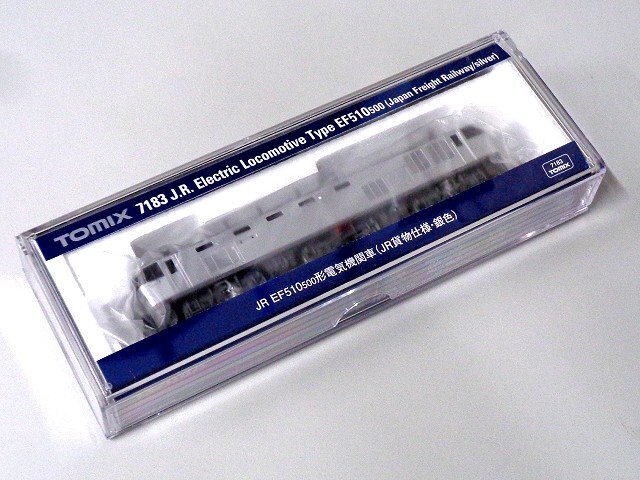 TOMIX 7183 J.R. Electric Locomotive Type EF510500 (Japan Freight Railway/silver)
7183
TOMIX
JR EF510500形電気機関車(JR貨物仕様・銀色)